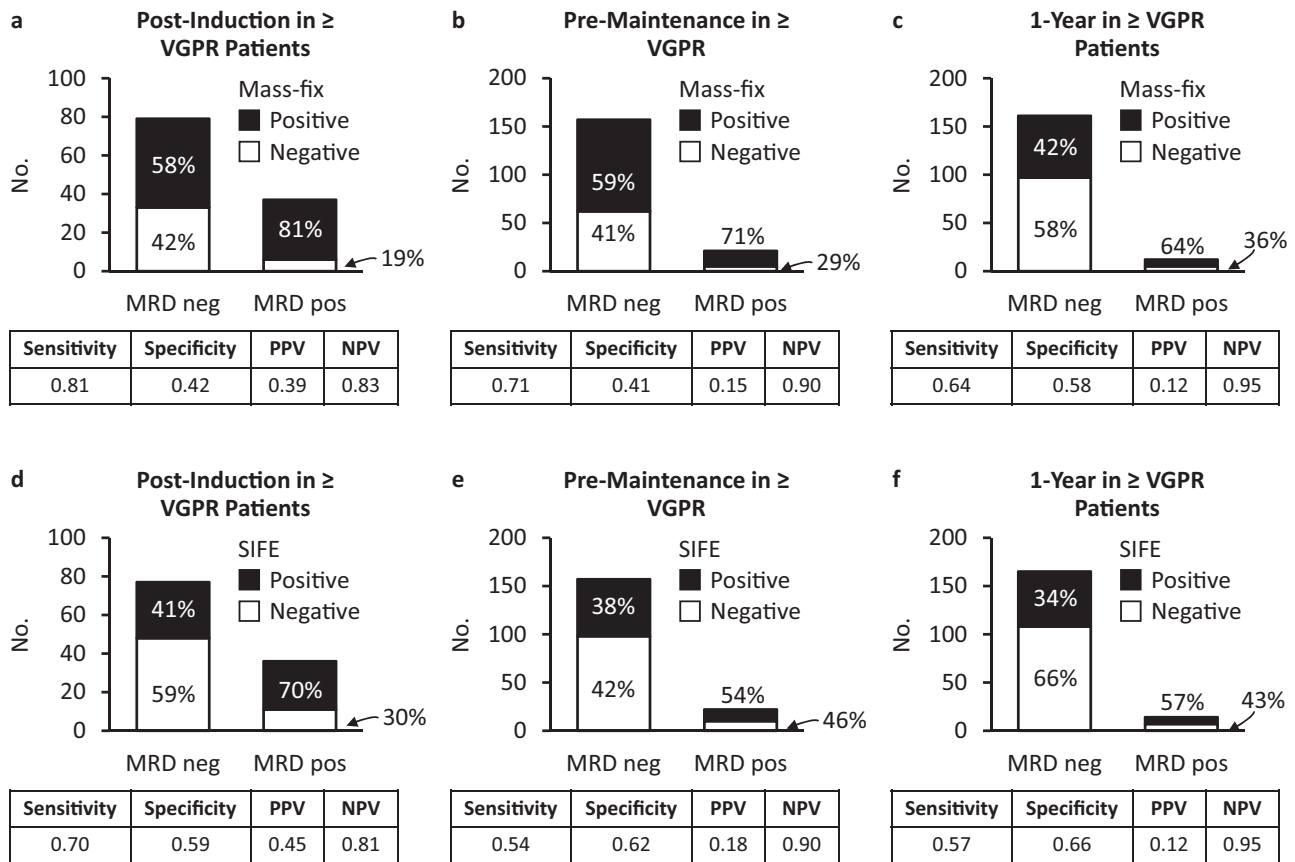 a
Post-Induction in ≥
VGPR Patients
100
80
60
40
20
0
No.
Mass-fix
Positive
Negative
58%
42%
81%
19%
MRD neg
MRD pos
Sensitivity Specificity PPV NPV
0.81 0.42 0.39 0.83
b
Pre-Maintenance in ≥
VGPR
200
150
100
50
0
No.
Mass-fix
Positive
Negative
59%
41%
71%
29%
MRD neg
MRD pos
Sensitivity Specificity PPV NPV
0.71 0.41 0.15 0.90
c
1-Year in ≥ VGPR
Patients
200
150
100
50
0
No.
Mass-fix
Positive
Negative
42%
58%
64%
36%
MRD neg
MRD pos
Sensitivity Specificity PPV NPV
0.64 0.58 0.12 0.95
d
Post-Induction in ≥
VGPR Patients
100
80
60
40
20
0
No.
SIFE
Positive
Negative
41%
59%
70%
30%
MRD neg
MRD pos
Sensitivity Specificity PPV NPV
0.70 0.59 0.45 0.81
e
Pre-Maintenance in ≥
VGPR
200
150
100
50
0
No.
SIFE
Positive
Negative
38%
42%
54%
46%
MRD neg
MRD pos
Sensitivity Specificity PPV NPV
0.54 0.62 0.18 0.90
f
1-Year in ≥ VGPR
Patients
200
150
100
50
0
No.
SIFE
Positive
Negative
34%
66%
57%
43%
MRD neg
MRD pos
Sensitivity Specificity PPV NPV
0.57 0.66 0.12 0.95